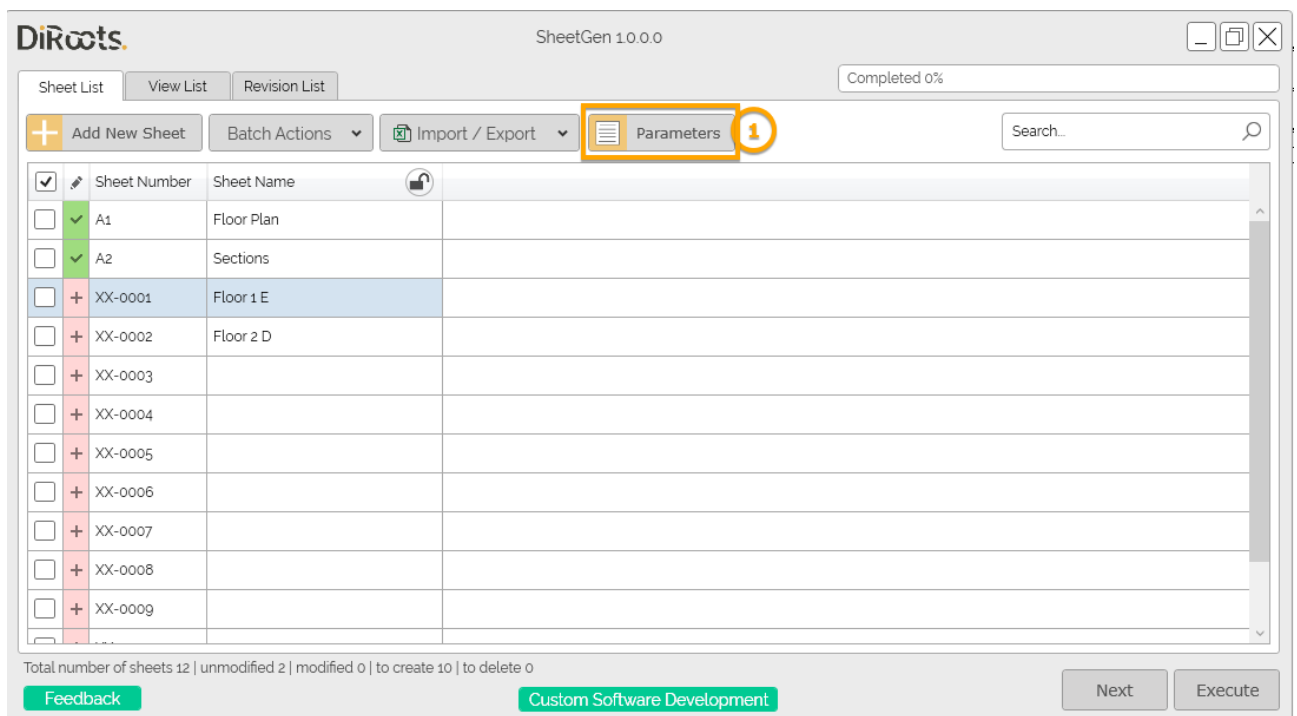 DiRoots.
SheetGen 1.0.0.0
Sheet List View List Revision List
Completed 0%
Add New Sheet Batch Actions Import / Export Parameters 1 Search...
Sheet Number Sheet Name
A1 Floor Plan
A2 Sections
XX-0001 Floor 1 E
XX-0002 Floor 2 D
XX-0003
XX-0004
XX-0005
XX-0006
XX-0007
XX-0008
XX-0009
Total number of sheets 12 | unmodified 2 | modified 0 | to create 10 | to delete 0
Feedback Custom Software Development Next Execute